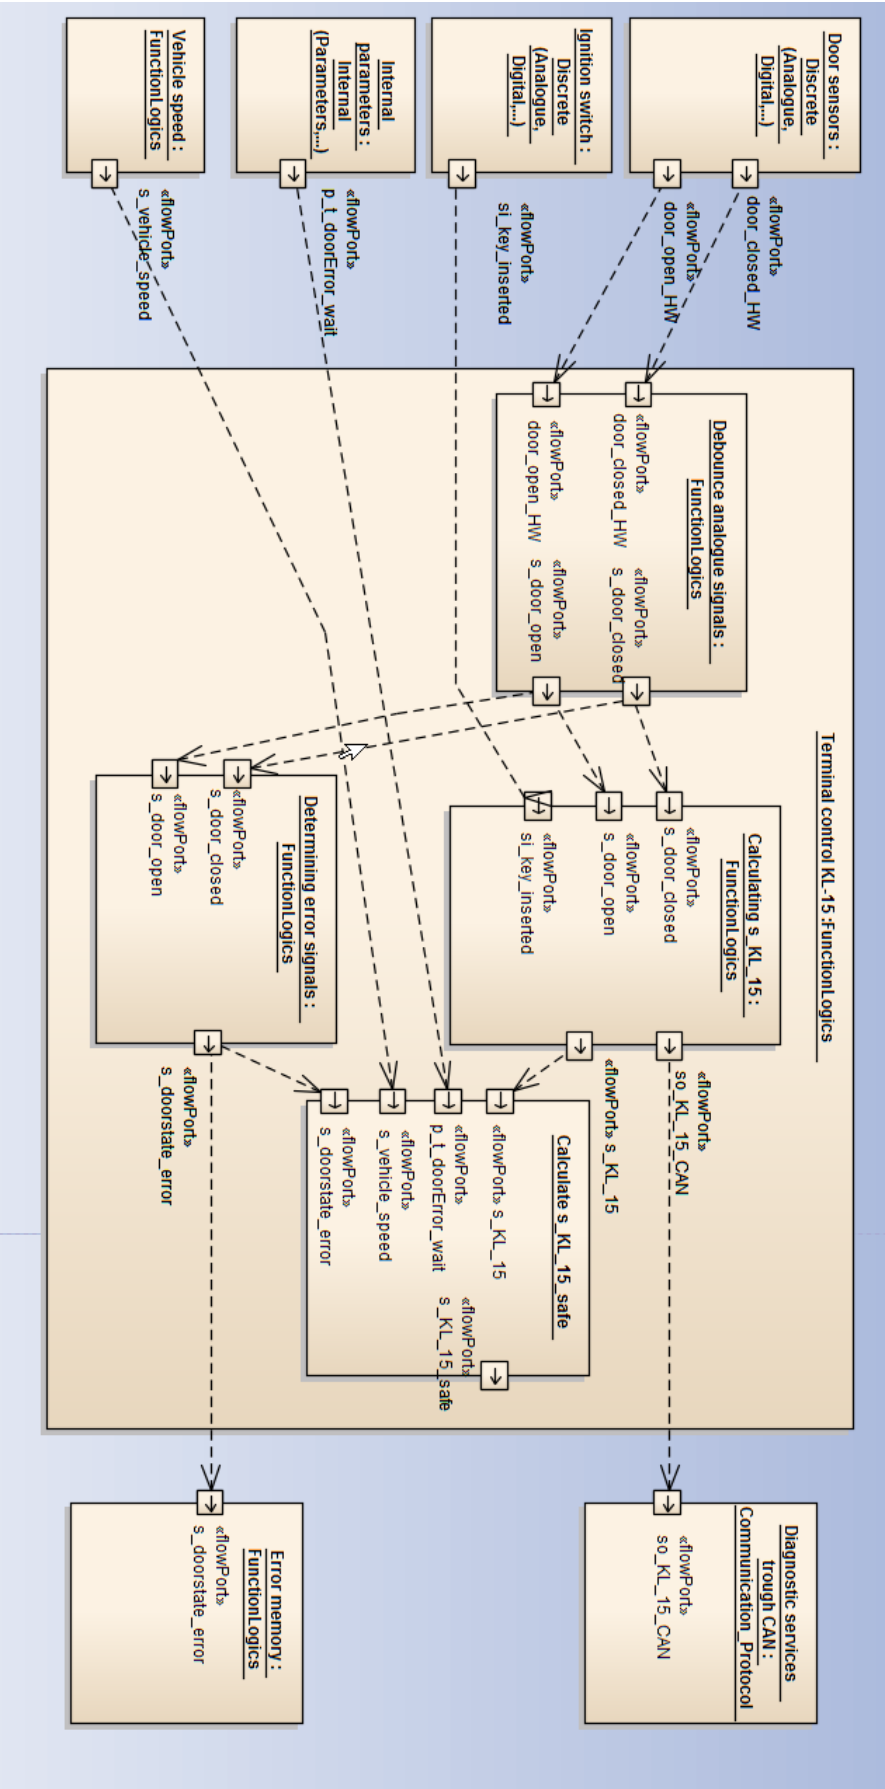 Door sensors :
Discrete
(Analogue,
Digital,...)
«flowPort»
door_closed_HW
«flowPort»
door_open_HW
Ignition switch :
Discrete
(Analogue,
Digital,...)
«flowPort»
si_key_inserted
Internal
parameters :
Internal
(Parameters,...)
«flowPort»
p_t_doorError_wait
Vehicle speed :
FunctionLogics
«flowPort»
s_vehicle_speed
Terminal control KL-15 :FunctionLogics
Debounce analogue signals :
FunctionLogics
«flowPort»
door_closed_HW
«flowPort»
s_door_closed
«flowPort»
door_open_HW
«flowPort»
s_door_open
Calculating s_KL_15 :
FunctionLogics
«flowPort»
s_door_closed
«flowPort»
s_door_open
«flowPort»
si_key_inserted
«flowPort»
so_KL_15_CAN
«flowPort» s_KL_15
Determining error signals :
FunctionLogics
«flowPort»
s_door_closed
«flowPort»
s_door_open
«flowPort»
s_doorstate_error
Calculate s_KL_15_safe
«flowPort» s_KL_15
«flowPort»
p_t_doorError_wait
«flowPort»
s_vehicle_speed
«flowPort»
s_doorstate_error
«flowPort»
s_KL_15_safe
Diagnostic services
trough CAN :
Communication_Protocol
«flowPort»
so_KL_15_CAN
Error memory :
FunctionLogics
«flowPort»
s_doorstate_error